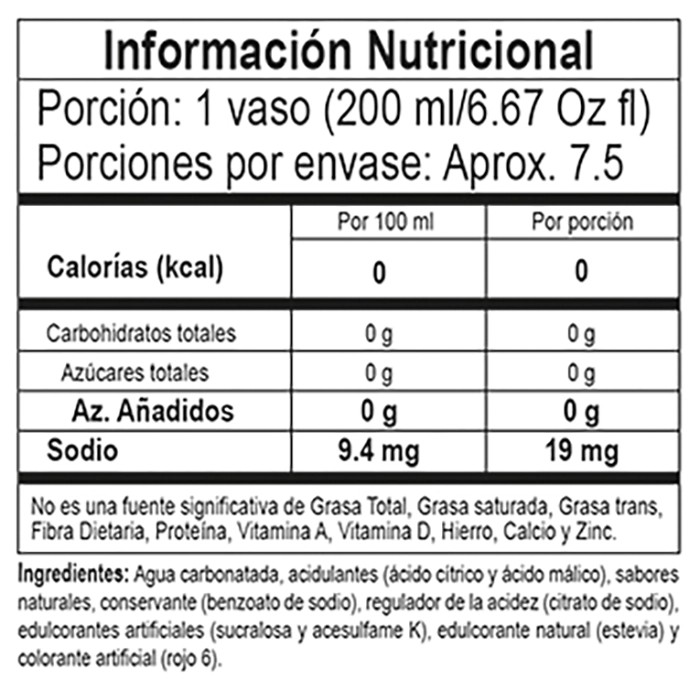 Información Nutricional
Porción: 1 vaso (200 ml/6.67 Oz fl)
Porciones por envase: Aprox. 7.5
Por 100 ml Por porción
Calorías (kcal) 0 0
Carbohidratos totales 0 g 0 g
Azúcares totales 0 g 0 g
Az. Añadidos 0 g 0 g
Sodio 9.4 mg 19 mg
No es una fuente significativa de Grasa Total, Grasa saturada, Grasa trans,
Fibra Dietaria, Proteína, Vitamina A, Vitamina D, Hierro, Calcio y Zinc.
Ingredientes: Agua carbonatada, acidulantes (ácido cítrico y ácido málico), sabores
naturales, conservante (benzoato de sodio), regulador de la acidez (citrato de sodio),
edulcorantes artificiales (sucralosa y acesulfame K), edulcorante natural (estevia) y
colorante artificial (rojo 6).